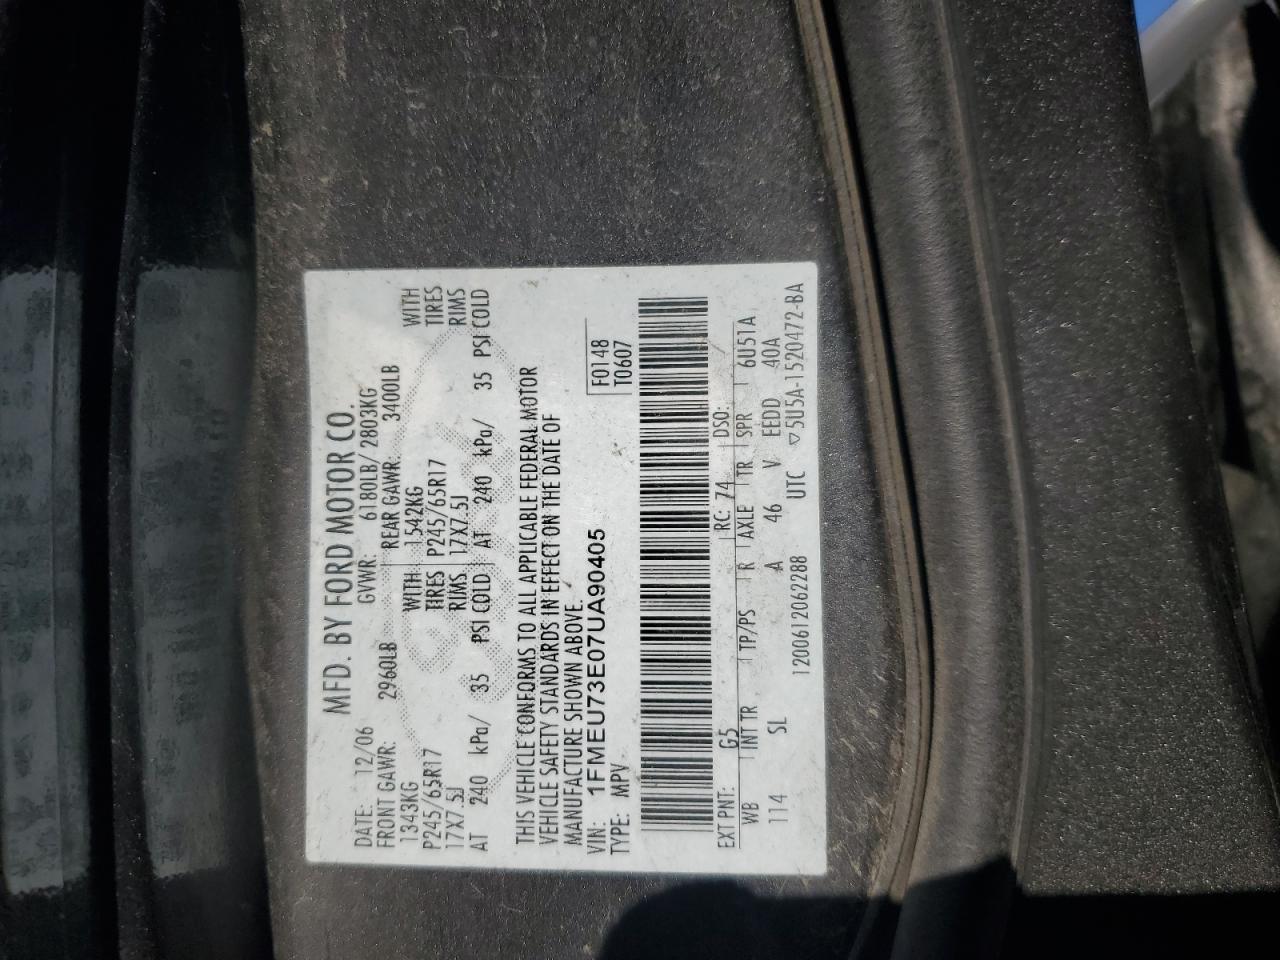 MFD. BY FORD MOTOR CO.
DATE: 12/06 GVWR: 6180LB/ 2803KG
FRONT GAWR: 2960LB REAR GAWR: 3400LB
1343KG WITH 1542KG WITH
P245/65R17 TIRES P245/65R17 TIRES
17X7.5J RIMS 17X7.5J RIMS
AT 240 kPa/ 35 PSI COLD AT 240 kPa/ 35 PSI COLD
THIS VEHICLE CONFORMS TO ALL APPLICABLE FEDERAL MOTOR
VEHICLE SAFETY STANDARDS IN EFFECT ON THE DATE OF
MANUFACTURE SHOWN ABOVE.
VIN: 1FMEU73E07UA90405 F0148
TYPE: MPV T0607
EXT PNT: G5 RC: 74 DSO:
WB INT TR TP/PS R AXLE TR SPR 6U51A
114 SL A 46 V EEDD 40A
1200612062288 UTC ▽5U5A-1520472-BA